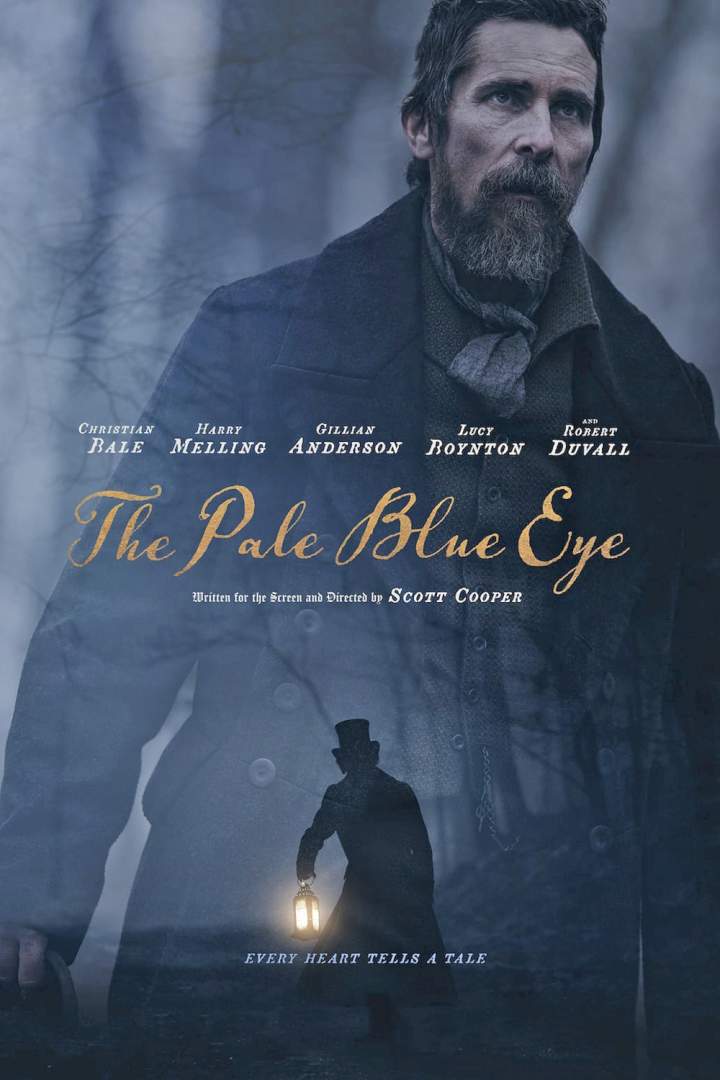 Christian Harry Gillian Lucy and Robert
Bale Melling Anderson Boynton Duvall
The Pale Blue Eye
Written for the Screen and Directed by Scott Cooper
EVERY HEART TELLS A TALE